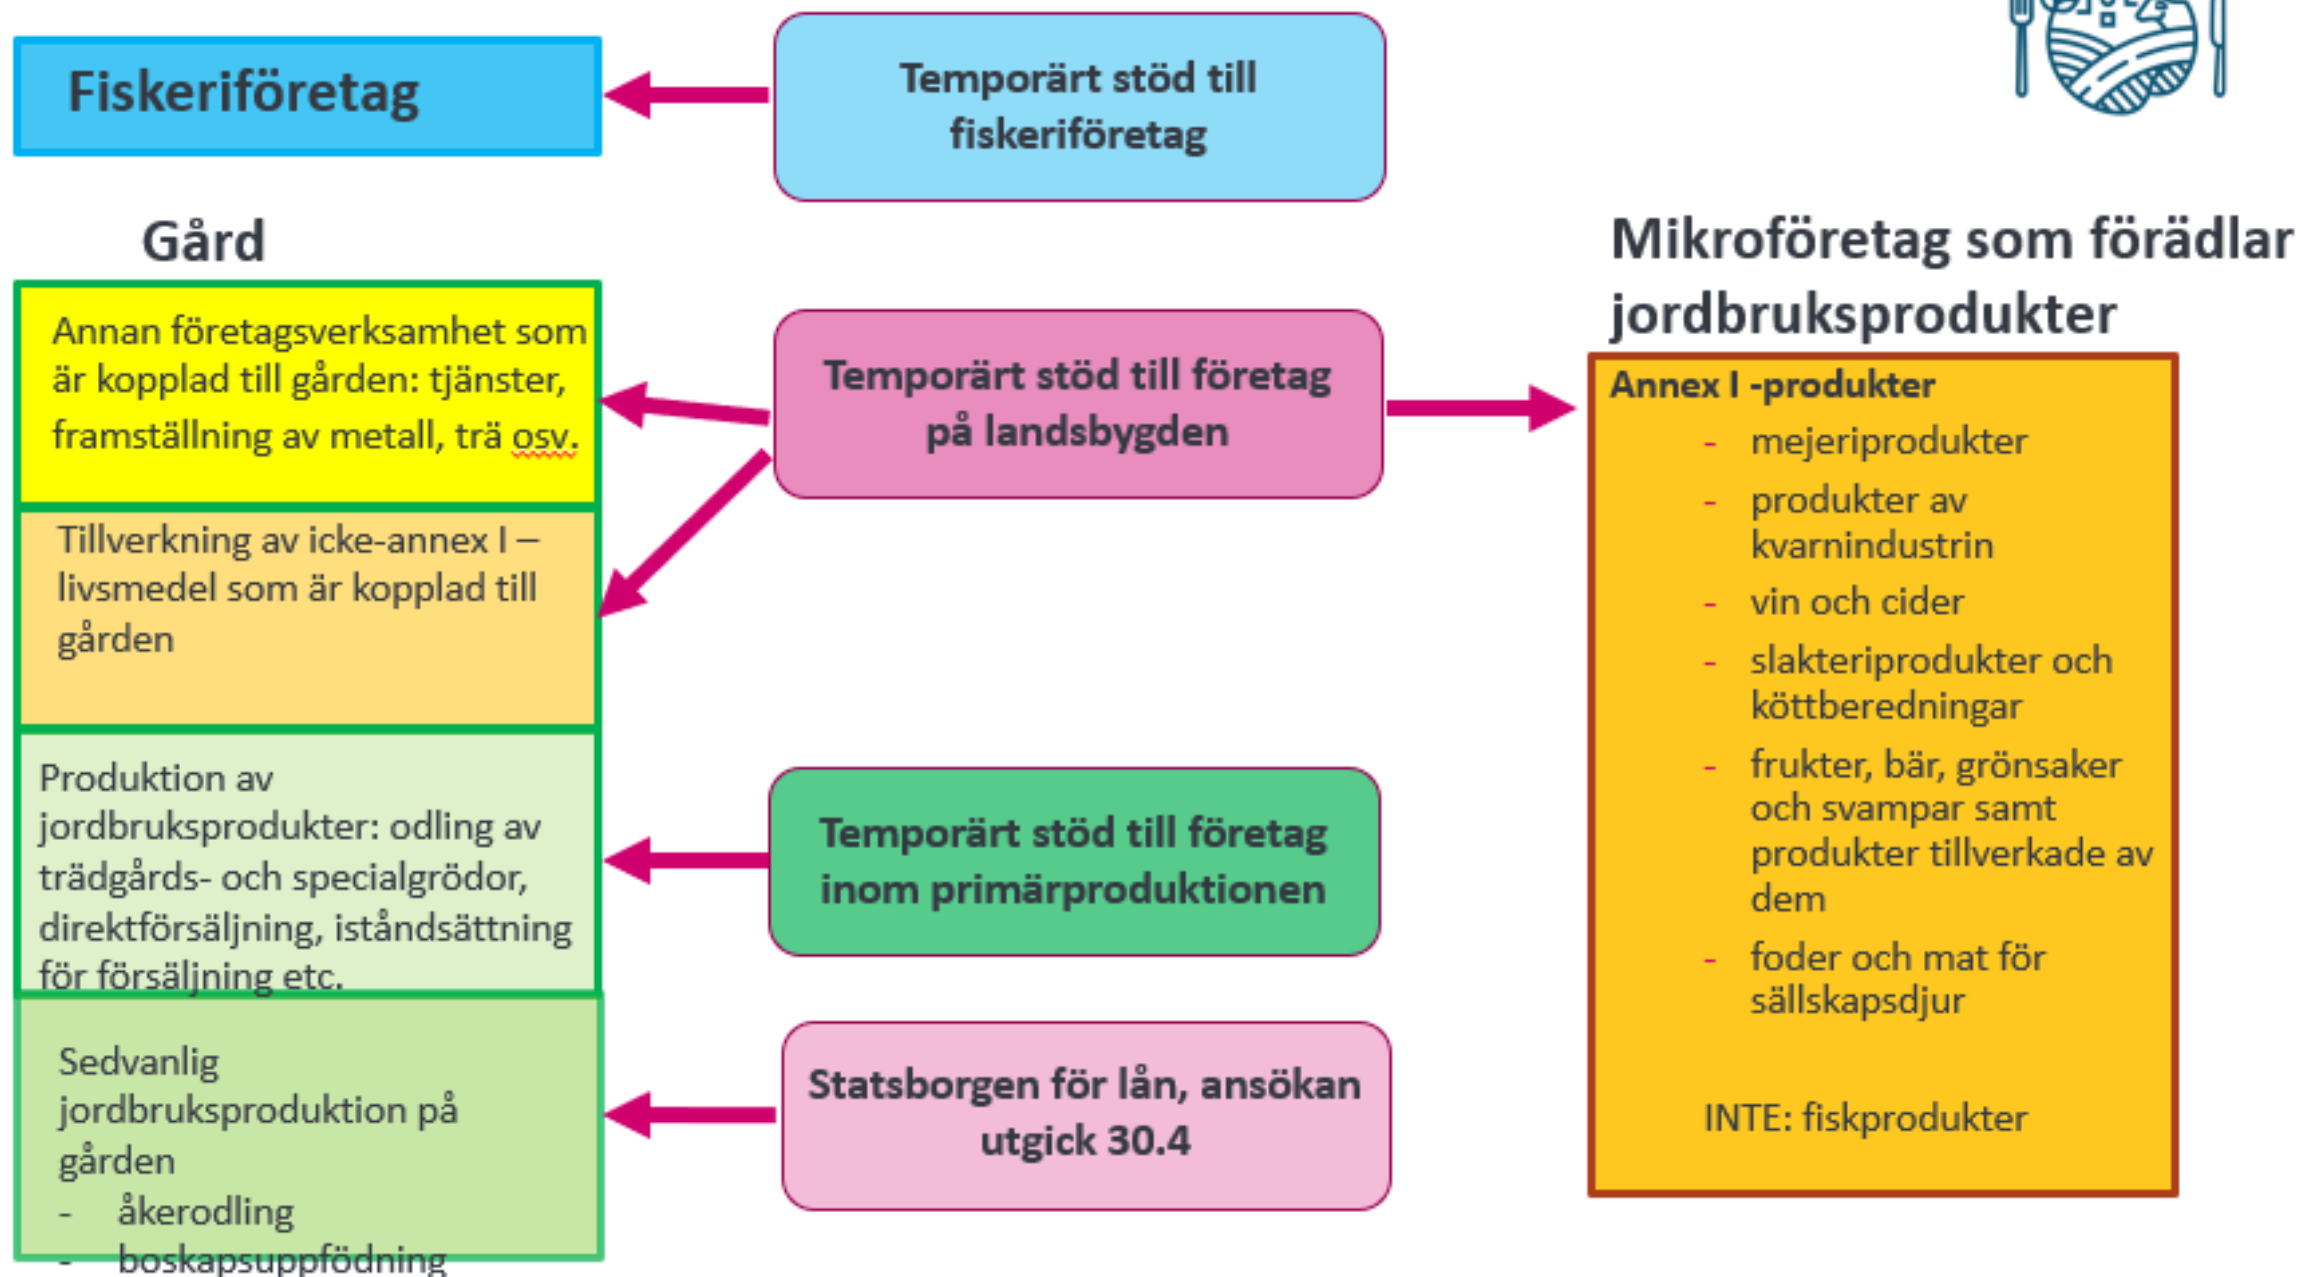 Fiskeriföretag
Temporärt stöd till
fiskeriföretag
Gård
Annan företagsverksamhet som
är kopplad till gården: tjänster,
framställning av metall, trä osv.
Tillverkning av icke-annex I –
livsmedel som är kopplad till
gården
Produktion av
jordbruksprodukter: odling av
trädgårds- och specialgrödor,
direktförsäljning, iståndsättning
för försäljning etc.
Sedvanlig
jordbruksproduktion på
gården
- åkerodling
- boskapsuppfödning
Temporärt stöd till företag
på landsbygden
Temporärt stöd till företag
inom primärproduktionen
Statsborgen för lån, ansökan
utgick 30.4
Mikroföretag som förädlar
jordbruksprodukter
Annex I -produkter
- mejeriprodukter
- produkter av
kvarnindustrin
- vin och cider
- slakteriprodukter och
köttberedningar
- frukter, bär, grönsaker
och svampar samt
produkter tillverkade av
dem
- foder och mat för
sällskapsdjur
INTE: fiskprodukter